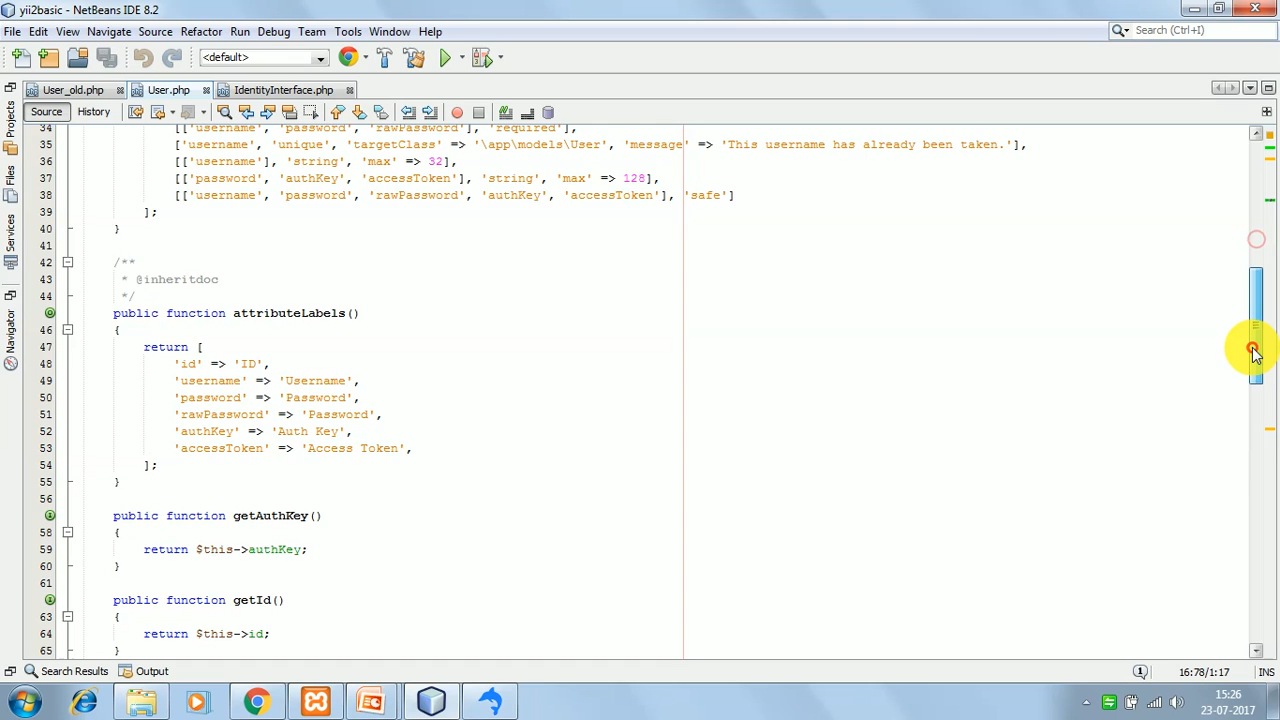 yii2basic - NetBeans IDE 8.2
File Edit View Navigate Source Refactor Run Debug Team Tools Window Help
Search (Ctrl+I)
<default>
User_old.php User.php IdentityInterface.php
Source History
Projects
Files
Services
Navigator
34 [['username', 'password', 'rawPassword'], 'required'],
35 ['username', 'unique', 'targetClass' => '\app\models\User', 'message' => 'This username has already been taken.'],
36 [['username'], 'string', 'max' => 32],
37 [['password', 'authKey', 'accessToken'], 'string', 'max' => 128],
38 [['username', 'password', 'rawPassword', 'authKey', 'accessToken'], 'safe']
39 ];
40 }
41
42 /**
43 * @inheritdoc
44 */
public function attributeLabels()
46 {
47 return [
48 'id' => 'ID',
49 'username' => 'Username',
50 'password' => 'Password',
51 'rawPassword' => 'Password',
52 'authKey' => 'Auth Key',
53 'accessToken' => 'Access Token',
54 ];
55 }
56
public function getAuthKey()
58 {
59 return $this->authKey;
60 }
61
public function getId()
63 {
64 return $this->id;
65 }
Search Results Output
1
16:78/1:17 INS
15:26
23-07-2017